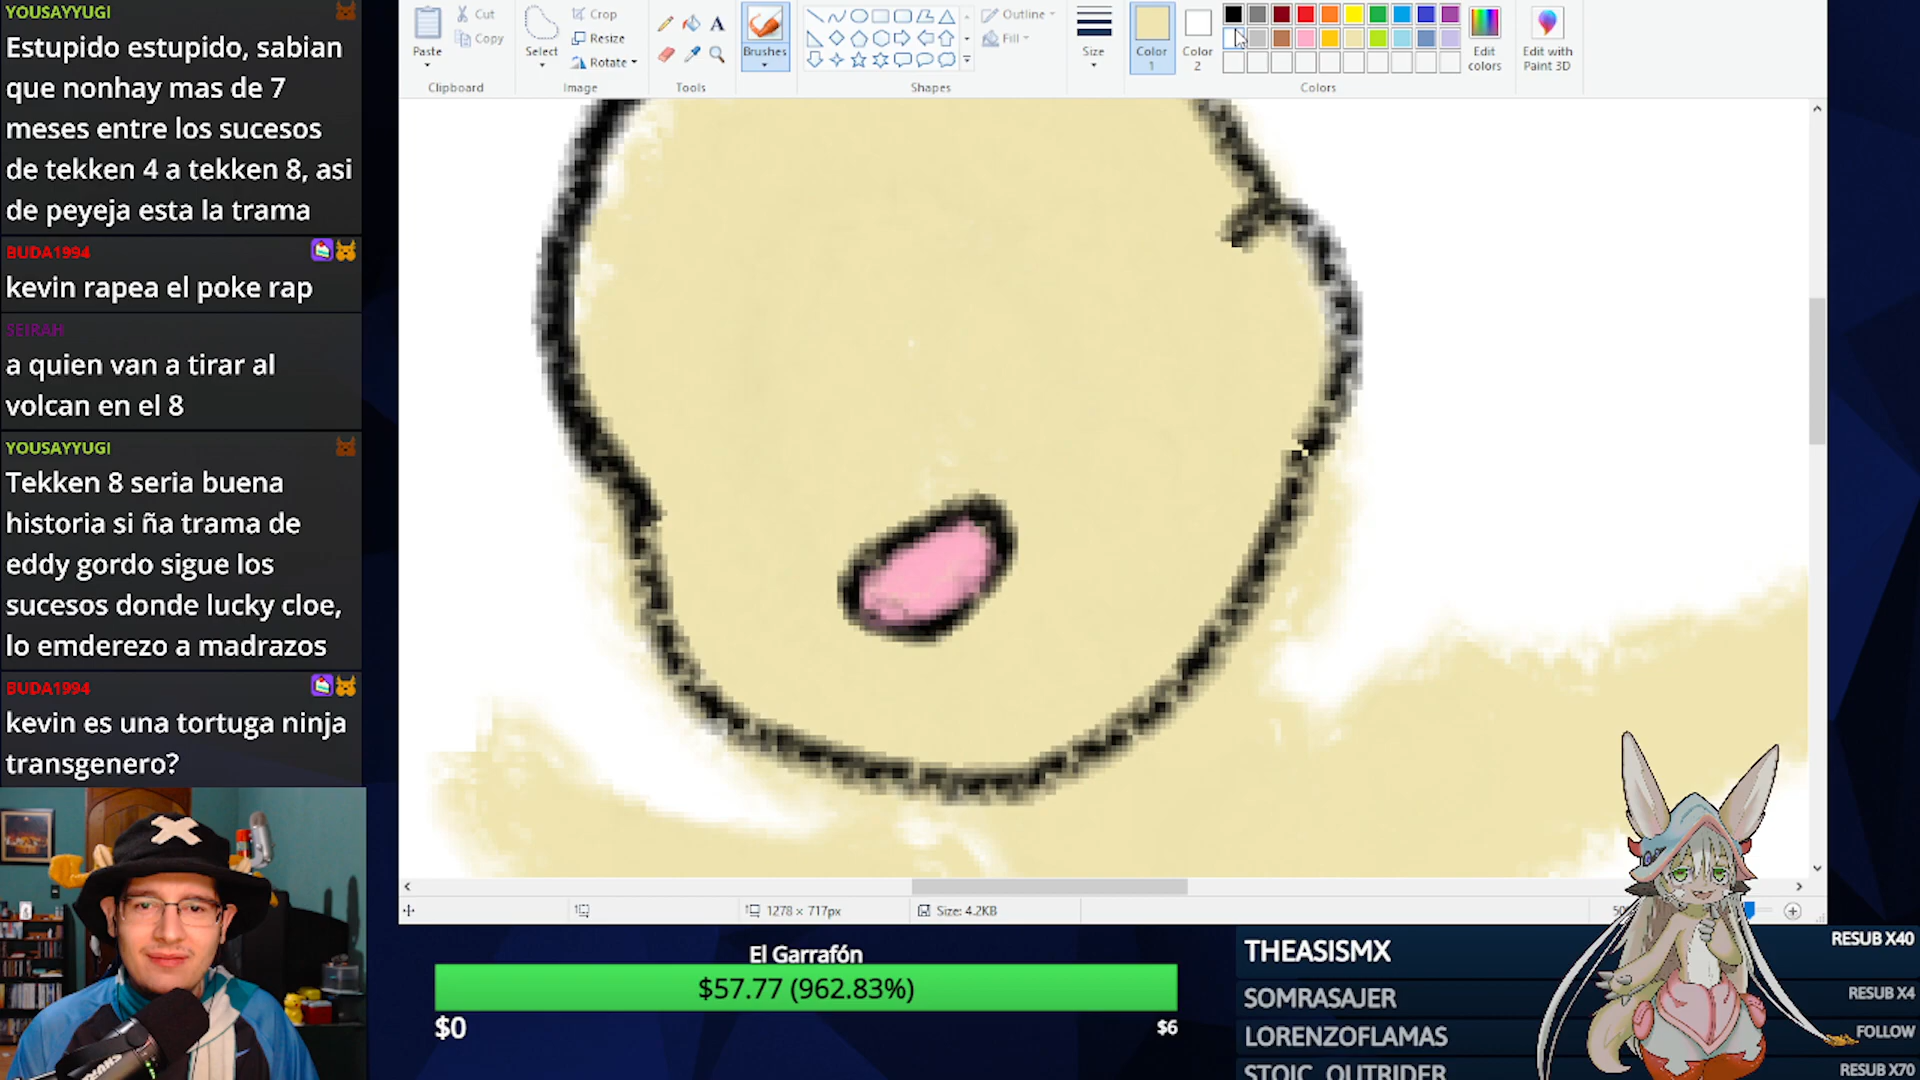 YOUSAYYUGI
Estupido estupido, sabian
que nonhay mas de 7
meses entre los sucesos
de tekken 4 a tekken 8, asi
de peyeja esta la trama
BUDA1994
kevin rapea el poke rap
SEIRAH
a quien van a tirar al
volcan en el 8
YOUSAYYUGI
Tekken 8 seria buena
historia si ña trama de
eddy gordo sigue los
sucesos donde lucky cloe,
lo emderezo a madrazos
BUDA1994
kevin es una tortuga ninja
transgenero?
Paste
Cut
Copy
Clipboard
Select
Crop
Resize
Rotate
Image
A
Tools
Brushes
Outline
Fill
Shapes
Size
Color
1
Color
2
Edit
colors
Colors
Edit with
Paint 3D
1278 × 717px
Size: 4.2KB
El Garrafón
$57.77 (962.83%)
$0
$6
THEASISMX
RESUB X40
SOMRASAJER
RESUB X4
LORENZOFLAMAS
FOLLOW
STOIC_OUTRIDER
RESUB X70